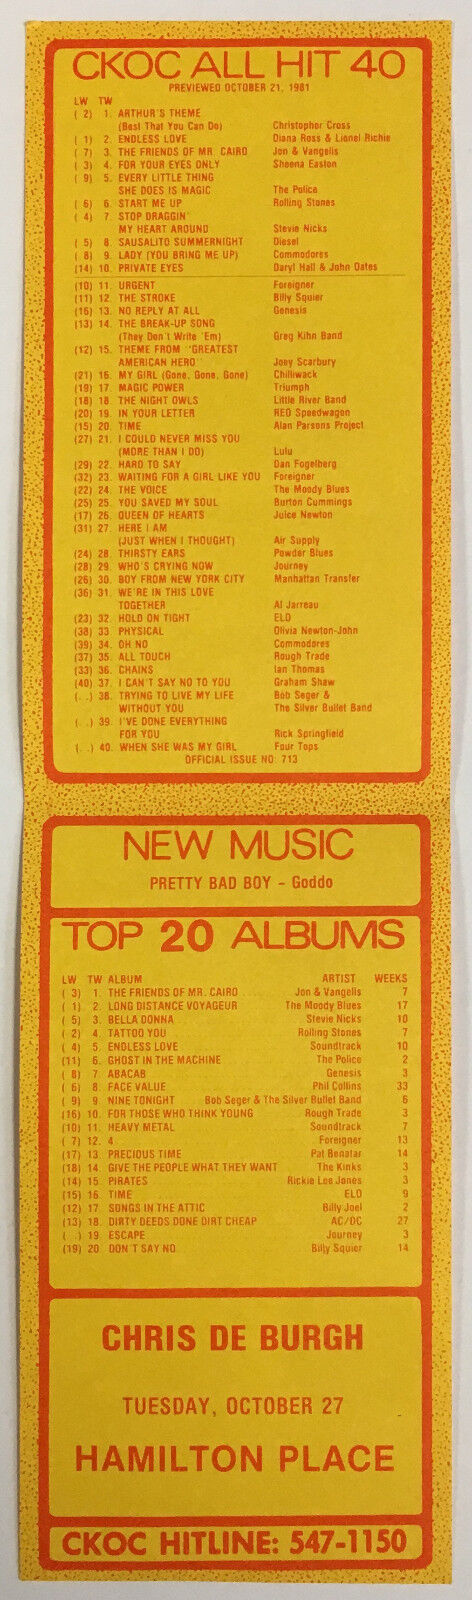 CKOC ALL HIT 40
PREVIEWED OCTOBER 21, 1981
LW TW
( 2) 1. ARTHUR'S THEME
(Best That You Can Do) Christopher Cross
( 1) 2. ENDLESS LOVE Diana Ross & Lionel Richie
( 7) 3. THE FRIENDS OF MR. CAIRO Jon & Vangelis
( 3) 4. FOR YOUR EYES ONLY Sheena Easton
( 9) 5. EVERY LITTLE THING
SHE DOES IS MAGIC The Police
( 6) 6. START ME UP Rolling Stones
( 4) 7. STOP DRAGGIN'
MY HEART AROUND Stevie Nicks
( 5) 8. SAUSALITO SUMMERNIGHT Diesel
( 8) 9. LADY (YOU BRING ME UP) Commodores
(14) 10. PRIVATE EYES Daryl Hall & John Oates
(10) 11. URGENT Foreigner
(11) 12. THE STROKE Billy Squier
(16) 13. NO REPLY AT ALL Genesis
(13) 14. THE BREAK-UP SONG
(They Don't Write 'Em) Greg Kihn Band
(12) 15. THEME FROM "GREATEST
AMERICAN HERO" Joey Scarbury
(21) 16. MY GIRL (Gone, Gone, Gone) Chilliwack
(19) 17. MAGIC POWER Triumph
(18) 18. THE NIGHT OWLS Little River Band
(20) 19. IN YOUR LETTER REO Speedwagon
(15) 20. TIME Alan Parsons Project
(27) 21. I COULD NEVER MISS YOU
(MORE THAN I DO) Lulu
(29) 22. HARD TO SAY Dan Fogelberg
(32) 23. WAITING FOR A GIRL LIKE YOU Foreigner
(22) 24. THE VOICE The Moody Blues
(25) 25. YOU SAVED MY SOUL Burton Cummings
(17) 26. QUEEN OF HEARTS Juice Newton
(31) 27. HERE I AM
(JUST WHEN I THOUGHT) Air Supply
(24) 28. THIRSTY EARS Powder Blues
(28) 29. WHO'S CRYING NOW Journey
(26) 30. BOY FROM NEW YORK CITY Manhattan Transfer
(36) 31. WE'RE IN THIS LOVE
TOGETHER Al Jarreau
(23) 32. HOLD ON TIGHT ELO
(38) 33 PHYSICAL Olivia Newton-John
(39) 34. OH NO Commodores
(37) 35. ALL TOUCH Rough Trade
(33) 36. CHAINS Ian Thomas
(40) 37. I CAN'T SAY NO TO YOU Graham Shaw
(..) 38. TRYING TO LIVE MY LIFE Bob Seger &
WITHOUT YOU The Silver Bullet Band
(..) 39. I'VE DONE EVERYTHING
FOR YOU Rick Springfield
(..) 40. WHEN SHE WAS MY GIRL Four Tops
OFFICIAL ISSUE NO: 713
NEW MUSIC
PRETTY BAD BOY - Goddo
TOP 20 ALBUMS
LW TW ALBUM ARTIST WEEKS
( 3) 1. THE FRIENDS OF MR. CAIRO Jon & Vangelis 7
( 1) 2. LONG DISTANCE VOYAGEUR The Moody Blues 17
( 5) 3. BELLA DONNA Stevie Nicks 10
( 2) 4. TATTOO YOU Rolling Stones 7
( 4) 5. ENDLESS LOVE Soundtrack 10
(11) 6. GHOST IN THE MACHINE The Police 2
( 8) 7. ABACAB Genesis 3
( 6) 8. FACE VALUE Phil Collins 33
( 9) 9. NINE TONIGHT Bob Seger & The Silver Bullet Band 6
(16) 10. FOR THOSE WHO THINK YOUNG Rough Trade 3
(10) 11. HEAVY METAL Soundtrack 7
( 7) 12. 4 Foreigner 13
(17) 13. PRECIOUS TIME Pat Benatar 14
(18) 14 GIVE THE PEOPLE WHAT THEY WANT The Kinks 3
(14) 15 PIRATES Rickie Lee Jones 3
(15) 16. TIME ELO 9
(12) 17 SONGS IN THE ATTIC Billy Joel 2
(13) 18. DIRTY DEEDS DONE DIRT CHEAP AC/DC 27
(..) 19 ESCAPE Journey 3
(19) 20 DON'T SAY NO Billy Squier 14
CHRIS DE BURGH
TUESDAY, OCTOBER 27
HAMILTON PLACE
CKOC HITLINE: 547-1150